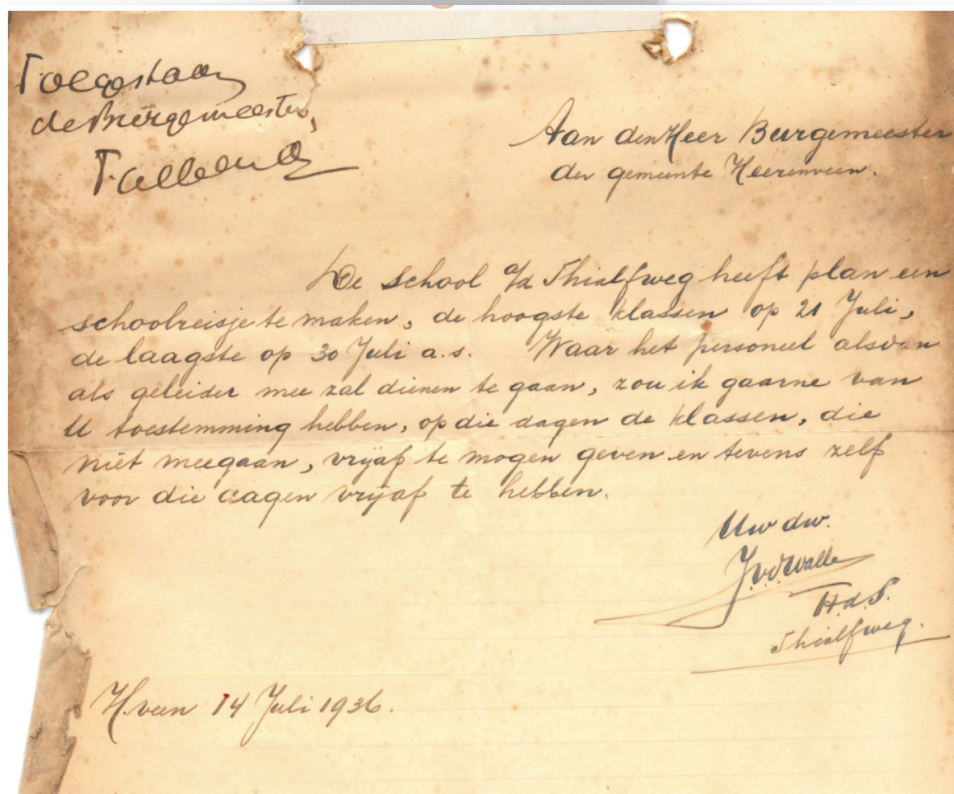 Toegestaan
de Burgemeester,
Aan den Heer Burgemeester
der gemeente Heerenveen.
De school a/d Thialfweg heeft plan een
schoolreisje te maken, de hoogste klassen op 21 Juli,
de laagste op 30 Juli a.s. Waar het personeel alsdan
als geleider mee zal dienen te gaan, zou ik gaarne van
U toestemming hebben, op die dagen de klassen, die
niet meegaan, vrijaf te mogen geven en tevens zelf
voor die dagen vrijaf te hebben.
Uw dw.
J.v.d.Walle
H.d.S.
Thialfweg.
H.veen 14 Juli 1936.